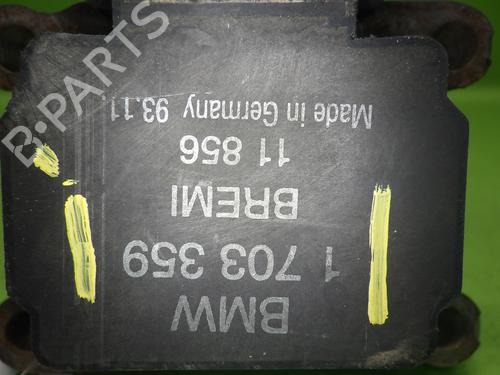 BMW
1 703 359
BREMI
11 856
Made in Germany 93.11
B-PARTS